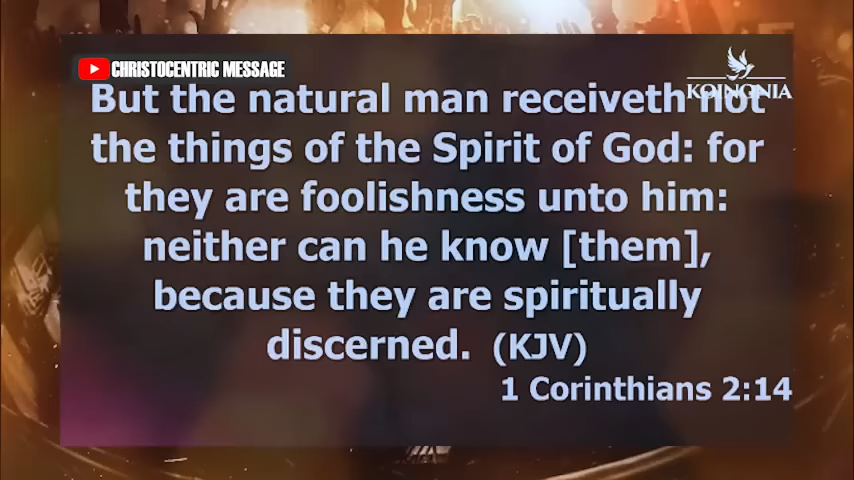 CHRISTOCENTRIC MESSAGE
KOINONIA
But the natural man receiveth not
the things of the Spirit of God: for
they are foolishness unto him:
neither can he know [them],
because they are spiritually
discerned. (KJV)
1 Corinthians 2:14